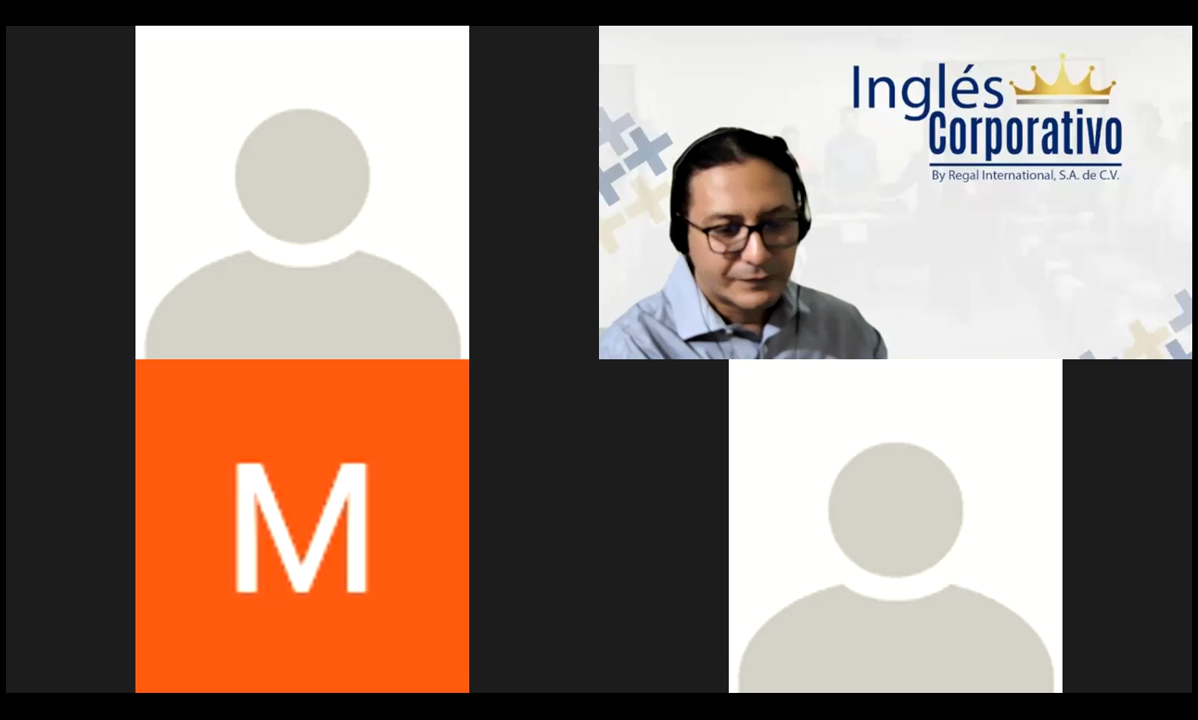 Inglés
Corporativo
By Regal International, S.A. de C.V.
M